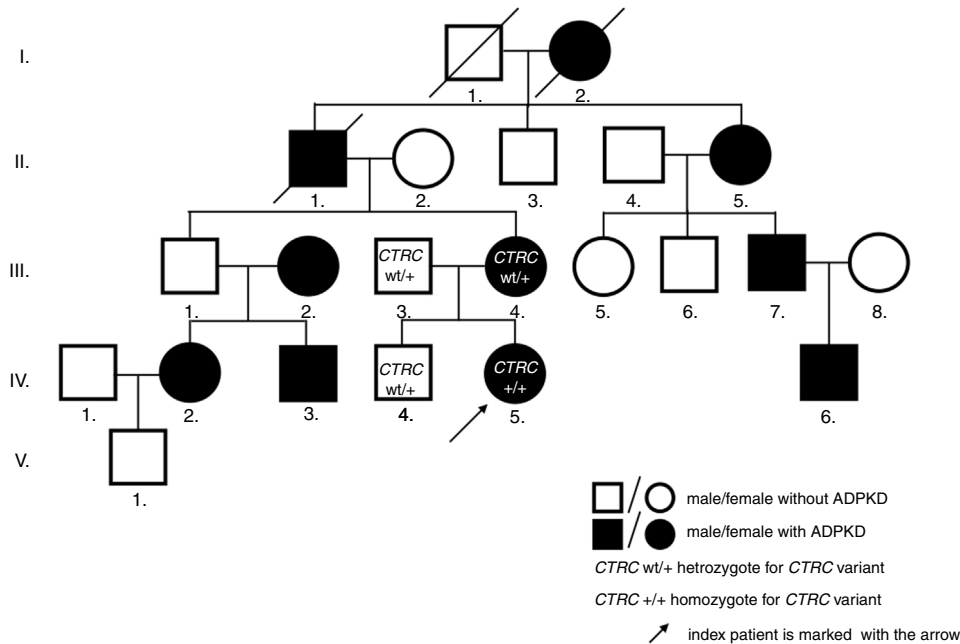 I.
1.
2.
II.
1.
2.
3.
4.
5.
III.
CTRC
wt/+
CTRC
wt/+
1.
2.
3.
4.
5.
6.
7.
8.
IV.
CTRC
wt/+
CTRC
+/+
1.
2.
3.
4.
5.
6.
V.
1.
male/female without ADPKD
male/female with ADPKD
CTRC wt/+ hetrozygote for CTRC variant
CTRC +/+ homozygote for CTRC variant
index patient is marked with the arrow